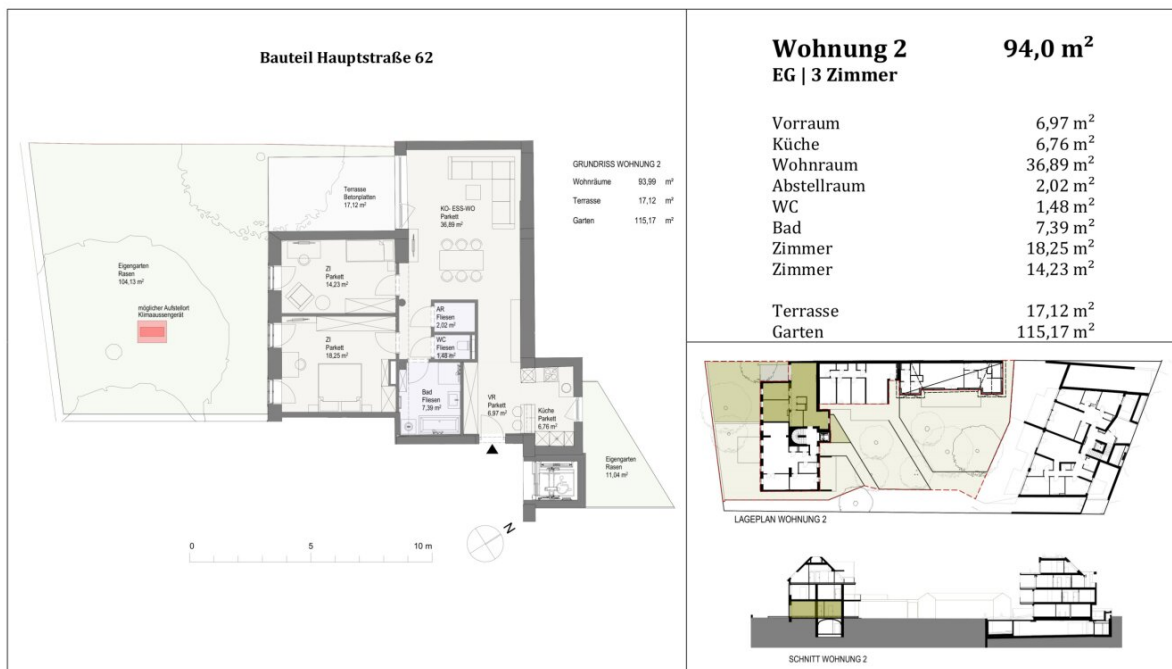 Bauteil Hauptstraße 62
GRUNDRISS WOHNUNG 2
Wohnräume 93,99 m²
Terrasse 17,12 m²
Garten 115,17 m²
Terrasse
Betonplatten
17,12 m²
KO- ESS-WO
Parkett
36,89 m²
ZI
Parkett
14,23 m²
Eigengarten
Rasen
104,13 m²
möglicher Aufstellort
Klimaaussengerät
AR
Fliesen
2,02 m²
WC
Fliesen
1,48 m²
ZI
Parkett
18,25 m²
Bad
Fliesen
7,39 m²
VR
Parkett
6,97 m²
Küche
Parkett
6,76 m²
Eigengarten
Rasen
11,04 m²
N
0 5 10 m
Wohnung 2 94,0 m²
EG | 3 Zimmer
Vorraum 6,97 m²
Küche 6,76 m²
Wohnraum 36,89 m²
Abstellraum 2,02 m²
WC 1,48 m²
Bad 7,39 m²
Zimmer 18,25 m²
Zimmer 14,23 m²
Terrasse 17,12 m²
Garten 115,17 m²
LAGEPLAN WOHNUNG 2
SCHNITT WOHNUNG 2